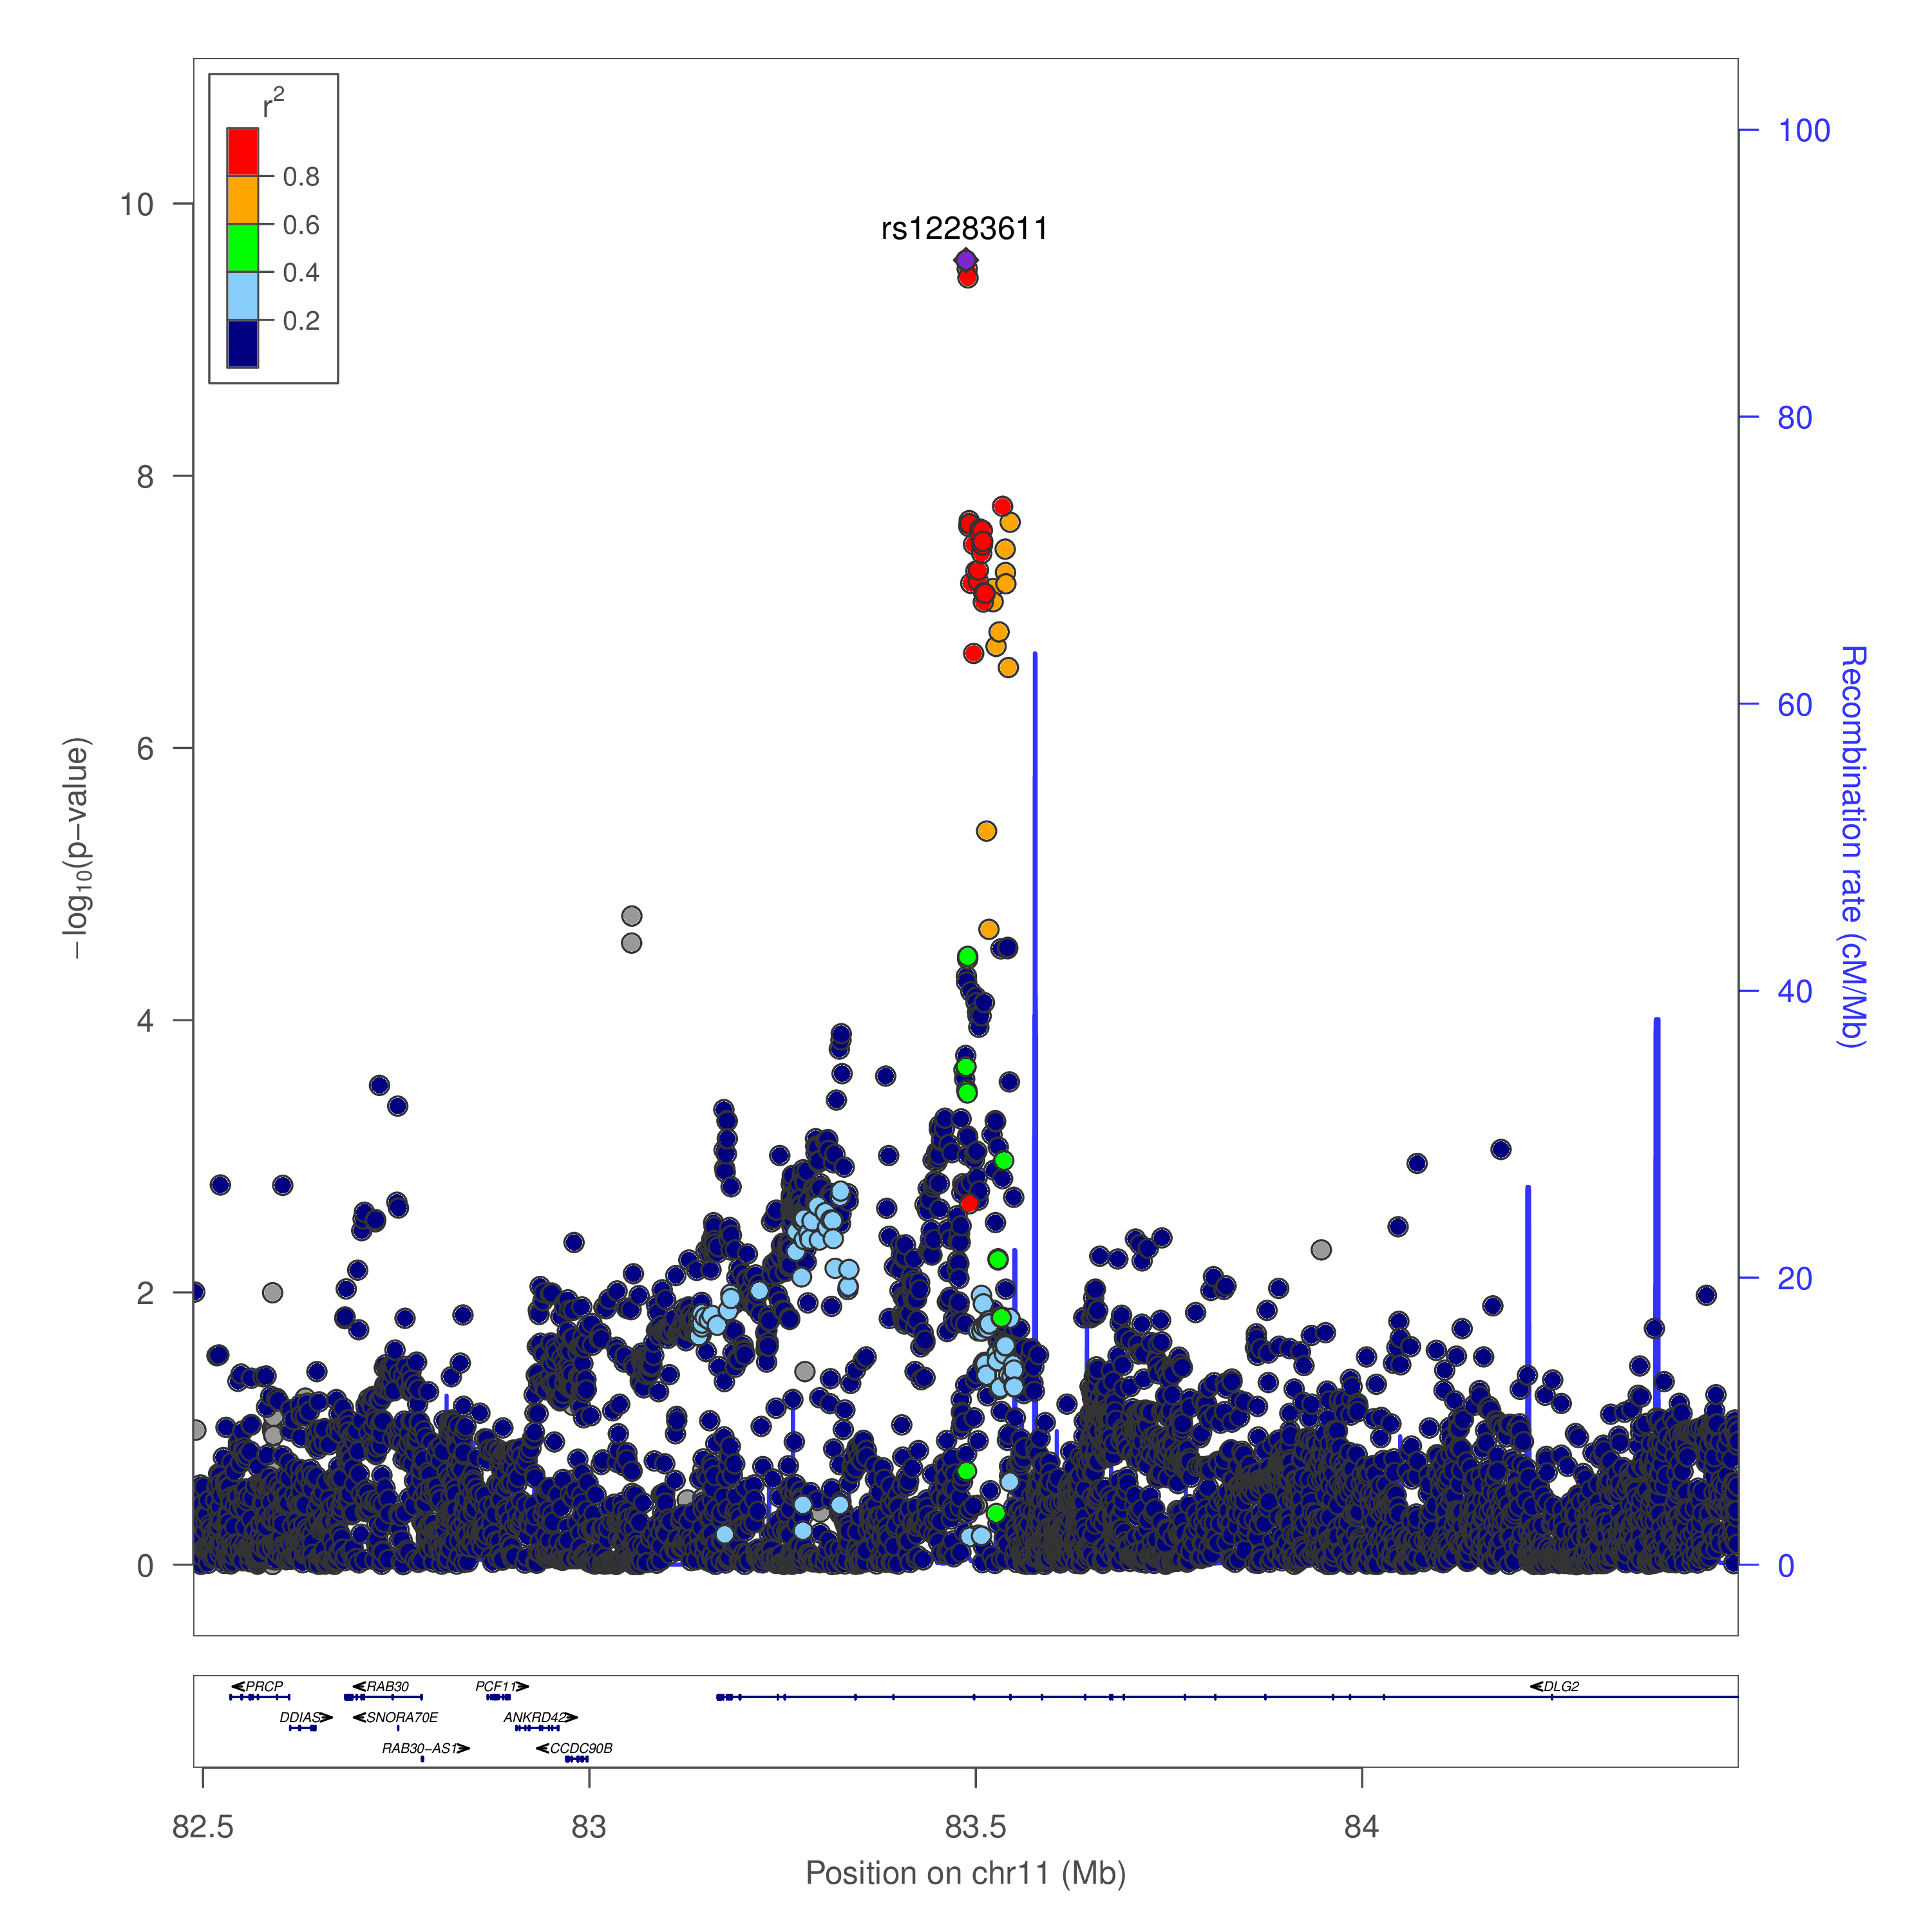 r2
0.8
0.6
0.4
0.2
rs12283611
10
8
6
4
2
0
−log10(p−value)
100
80
60
40
20
0
Recombination rate (cM/Mb)
PRCP
RAB30
PCF11
DLG2
DDIAS
SNORA70E
ANKRD42
RAB30−AS1
CCDC90B
82.5
83
83.5
84
Position on chr11 (Mb)